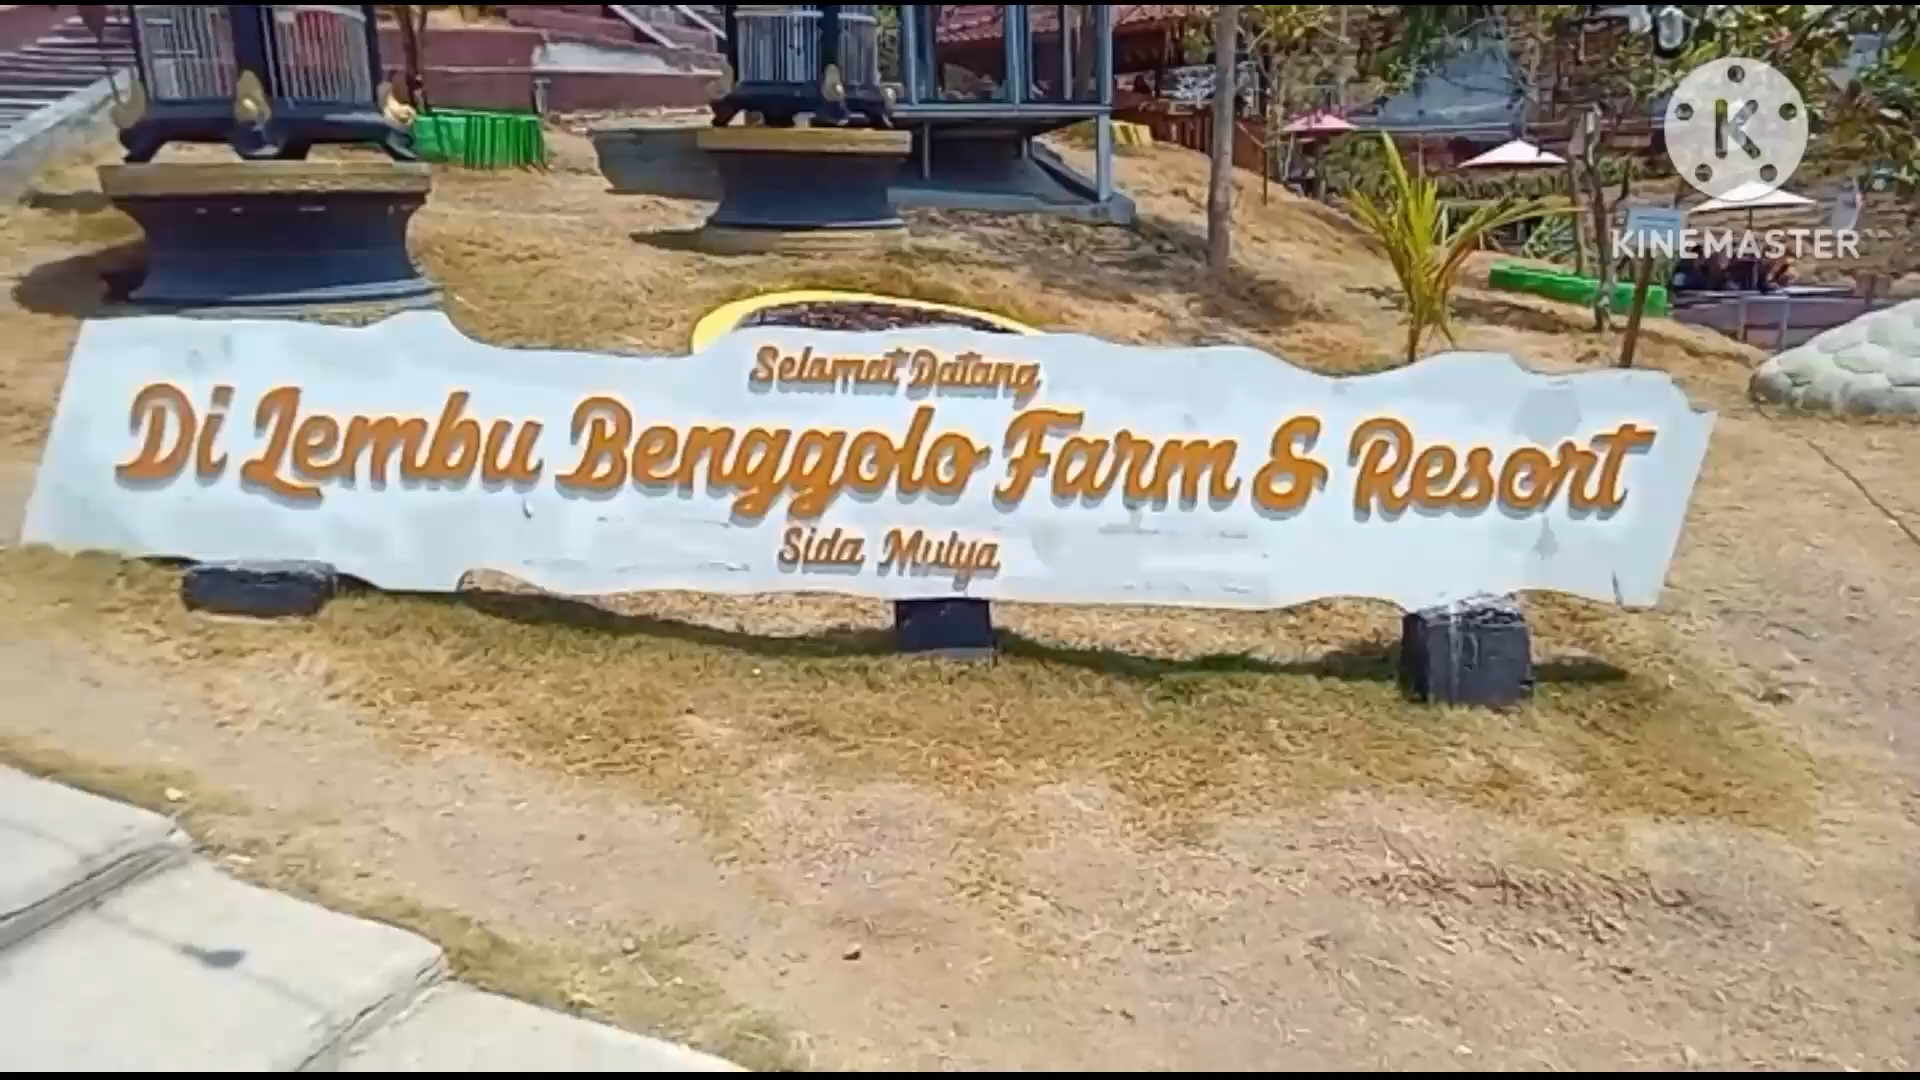 Selamat Datang
Di Lembu Benggolo Farm & Resort
Sida Mulya
K
KINEMASTER